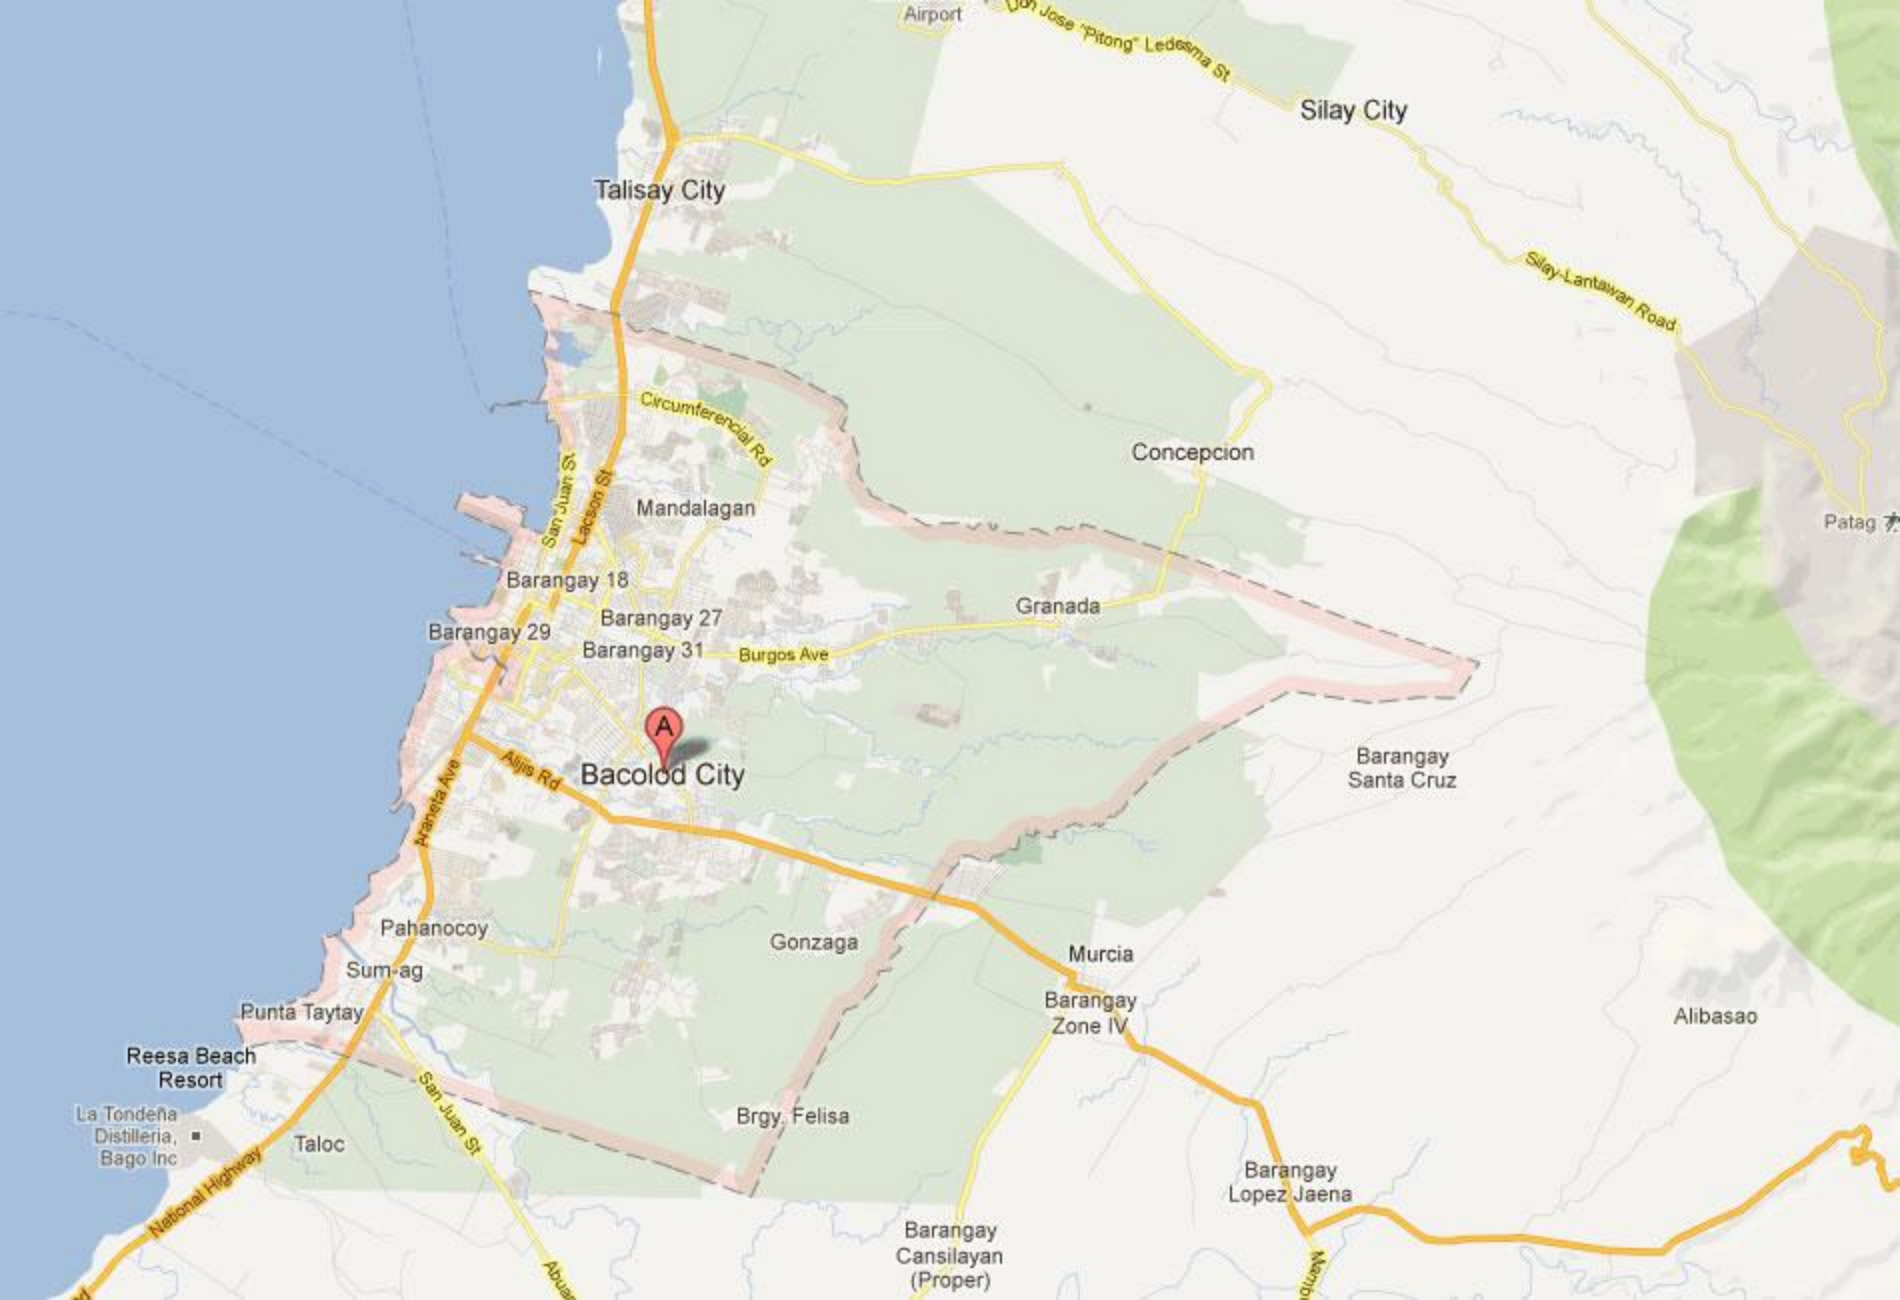 Airport
Don Jose "Pitong" Ledesma St
Silay City
Talisay City
Silay-Lantawan Road
Circumferencial Rd
Concepcion
San Juan St
Lacson St
Mandalagan
Patag
Barangay 18
Granada
Barangay 27
Barangay 29
Barangay 31
Burgos Ave
A
Alijis Rd
Bacolod City
Barangay
Santa Cruz
Araneta Ave
Pahanocoy
Gonzaga
Murcia
Sum-ag
Barangay
Zone IV
Punta Taytay
Alibasao
Reesa Beach
Resort
San Juan St
La Tondeña
Distilleria,
Bago Inc
Brgy. Felisa
Taloc
National Highway
Barangay
Lopez Jaena
Barangay
Cansilayan
(Proper)